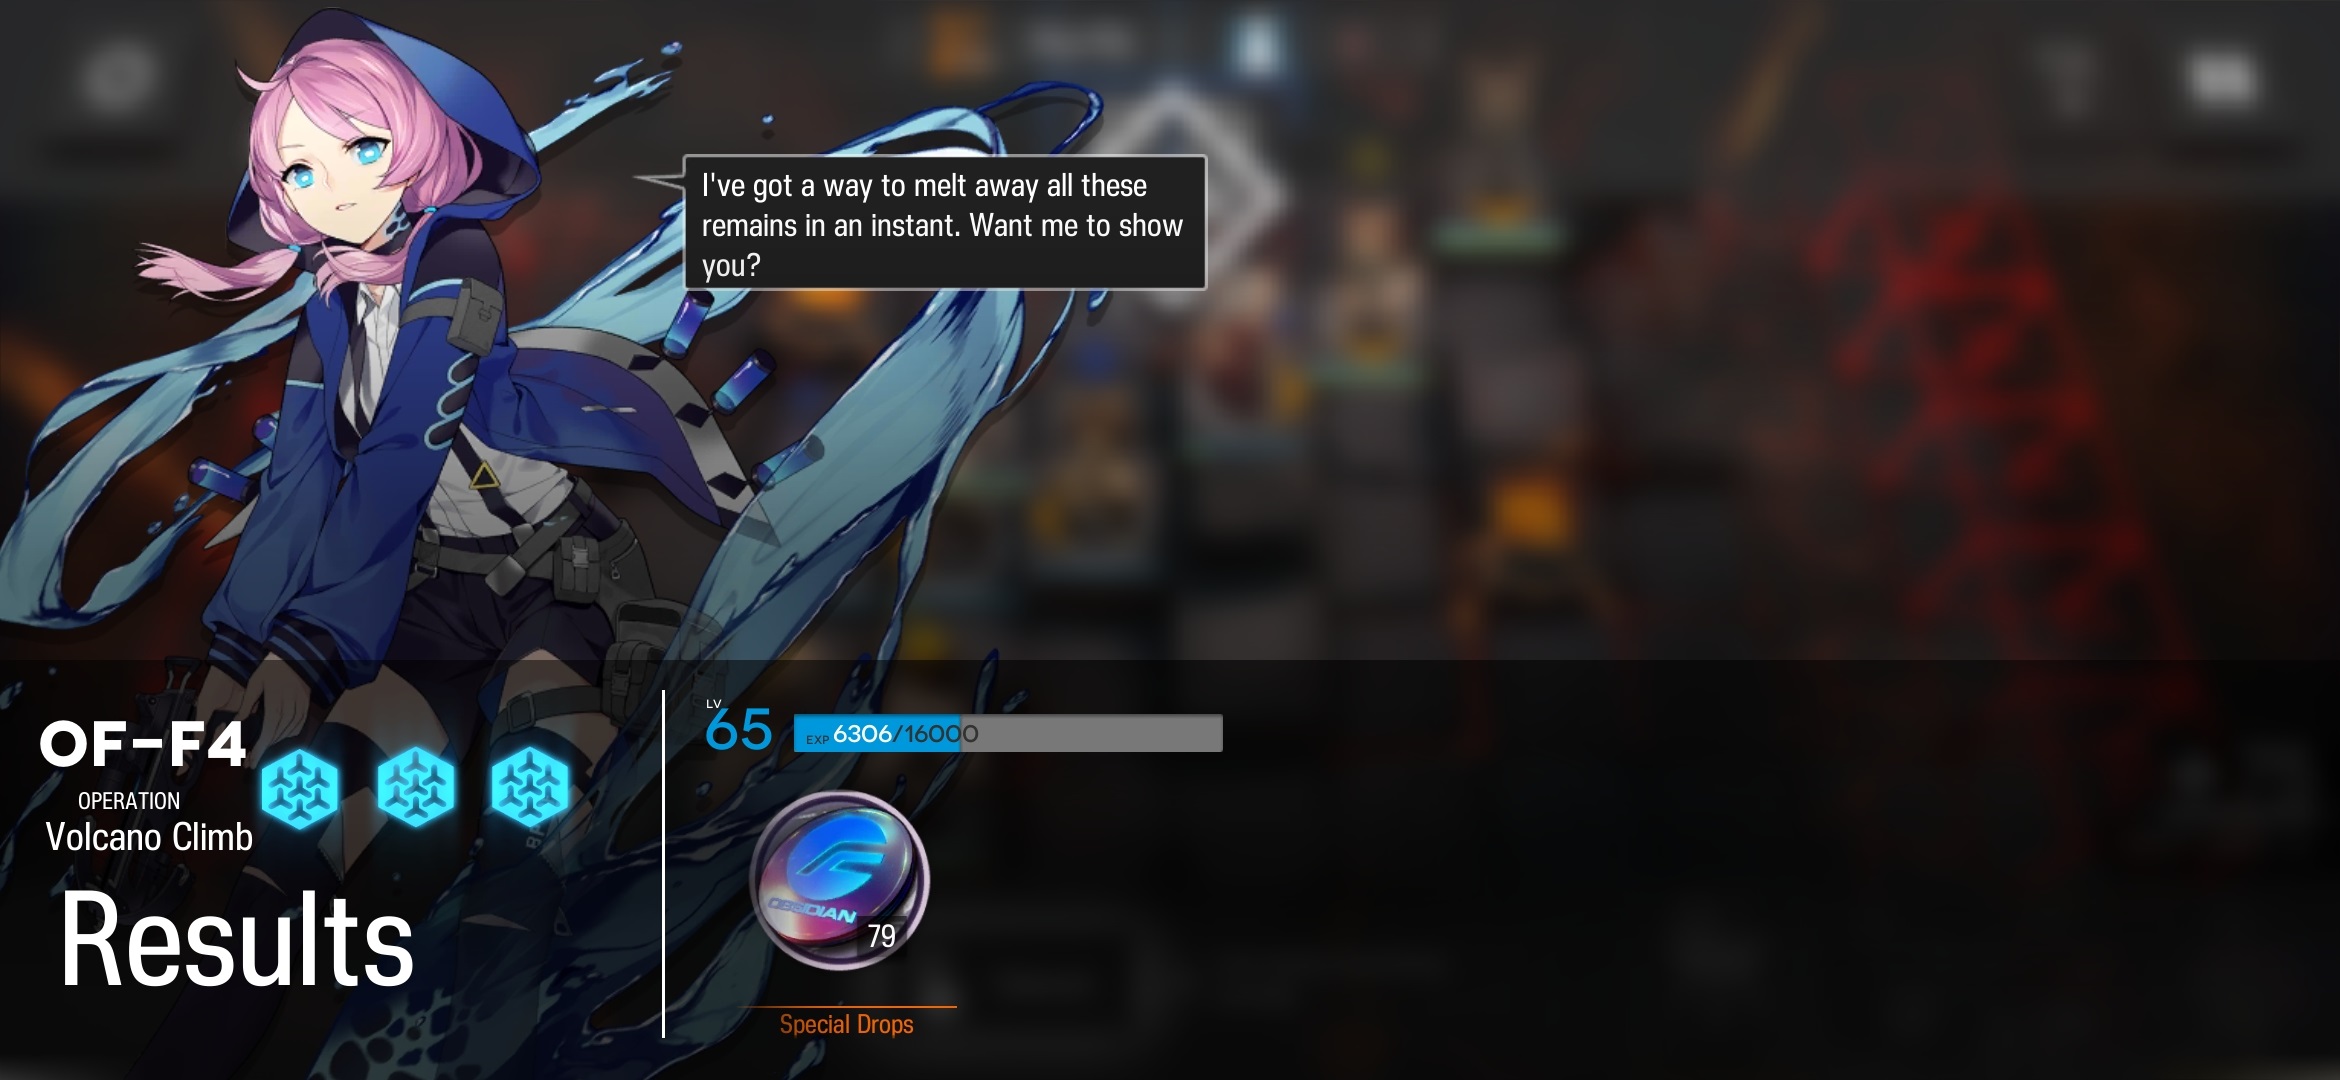 I've got a way to melt away all these
remains in an instant. Want me to show
you?
OF-F4
OPERATION
Volcano Climb
Results
LV
65
EXP 6306/16000
OBSIDIAN
79
Special Drops